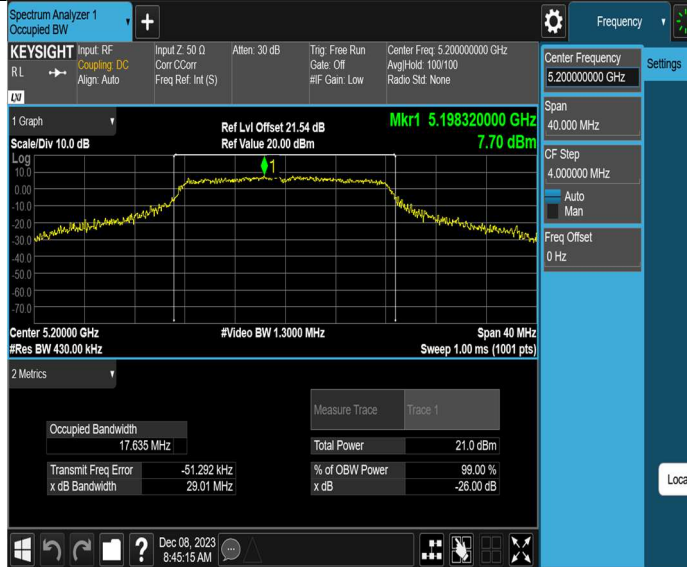 Spectrum Analyzer 1
Occupied BW
Frequency
KEYSIGHT
RL
LXI
Input: RF
Coupling: DC
Align: Auto
Input Z: 50 Ω
Corr CCorr
Freq Ref: Int (S)
Atten: 30 dB
Trig: Free Run
Gate: Off
#IF Gain: Low
Center Freq: 5.200000000 GHz
Avg|Hold: 100/100
Radio Std: None
Center Frequency
5.200000000 GHz
Settings
Span
40.000 MHz
CF Step
4.000000 MHz
Auto
Man
Freq Offset
0 Hz
1 Graph
Scale/Div 10.0 dB
Ref Lvl Offset 21.54 dB
Ref Value 20.00 dBm
Mkr1 5.198320000 GHz
7.70 dBm
Log
10.0
0.00
-10.0
-20.0
-30.0
-40.0
-50.0
-60.0
-70.0
1
Center 5.20000 GHz
#Video BW 1.3000 MHz
Span 40 MHz
#Res BW 430.00 kHz
Sweep 1.00 ms (1001 pts)
2 Metrics
Measure Trace
Trace 1
Occupied Bandwidth
17.635 MHz
Total Power
21.0 dBm
Transmit Freq Error
-51.292 kHz
% of OBW Power
99.00 %
x dB Bandwidth
29.01 MHz
x dB
-26.00 dB
Loca
?
Dec 08, 2023
8:45:15 AM